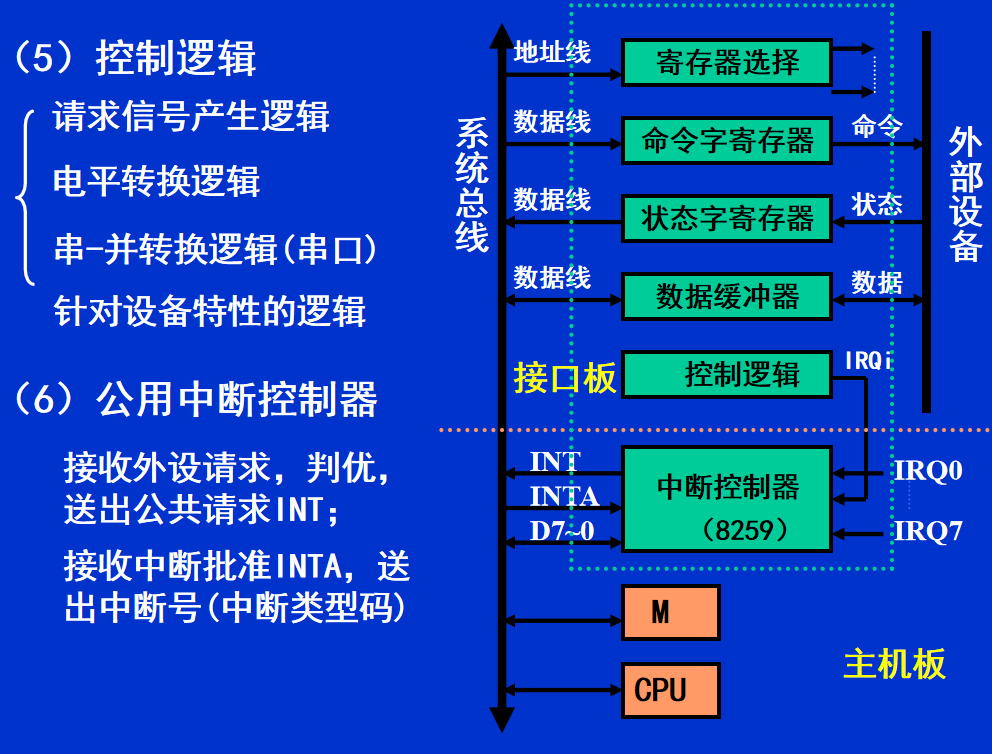 （5）控制逻辑
请求信号产生逻辑
电平转换逻辑
串-并转换逻辑(串口)
针对设备特性的逻辑
（6）公用中断控制器
接收外设请求，判优，
送出公共请求INT；
接收中断批准INTA，送
出中断号(中断类型码)
系统总线
地址线
寄存器选择
数据线
命令字寄存器
命令
数据线
状态字寄存器
状态
数据线
数据缓冲器
数据
外部设备
接口板
控制逻辑
IRQi
INT
INTA
D7~0
中断控制器
（8259）
IRQ0
IRQ7
M
CPU
主机板